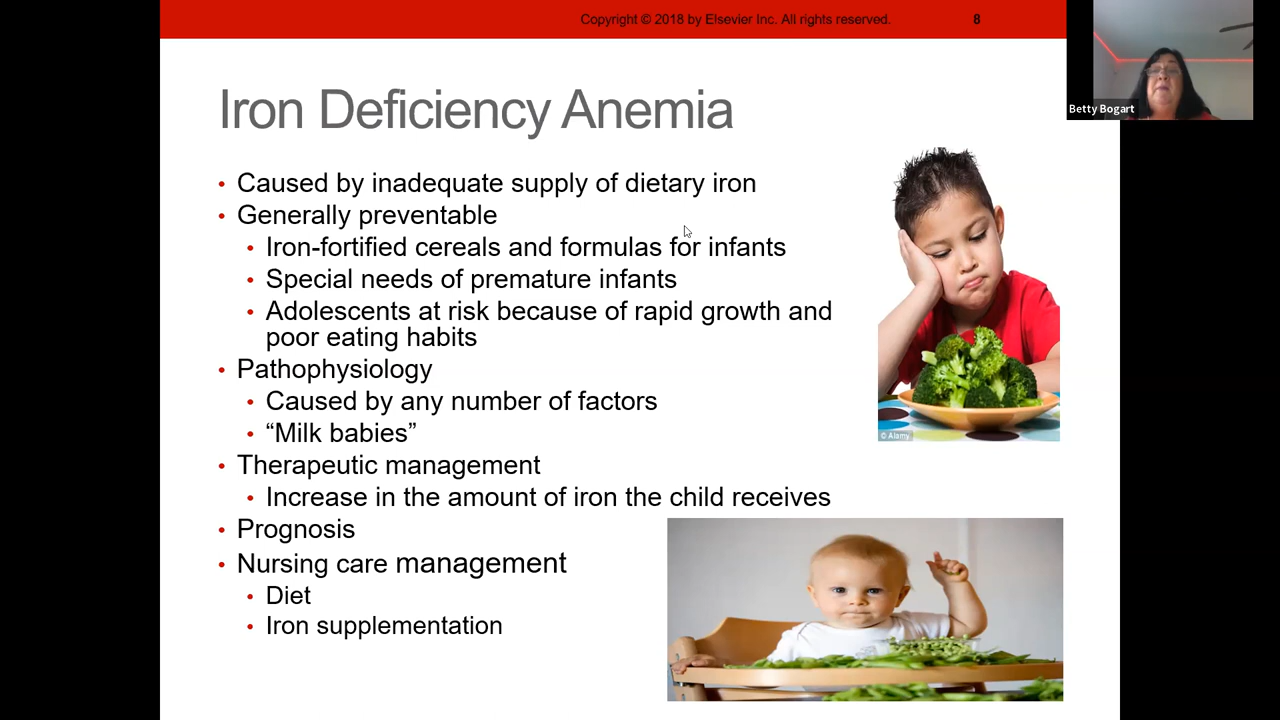 Copyright © 2018 by Elsevier Inc. All rights reserved. 8
Betty Bogart
Iron Deficiency Anemia
• Caused by inadequate supply of dietary iron
• Generally preventable
• Iron-fortified cereals and formulas for infants
• Special needs of premature infants
• Adolescents at risk because of rapid growth and
poor eating habits
• Pathophysiology
• Caused by any number of factors
• “Milk babies”
• Therapeutic management
• Increase in the amount of iron the child receives
• Prognosis
• Nursing care management
• Diet
• Iron supplementation
© Alamy